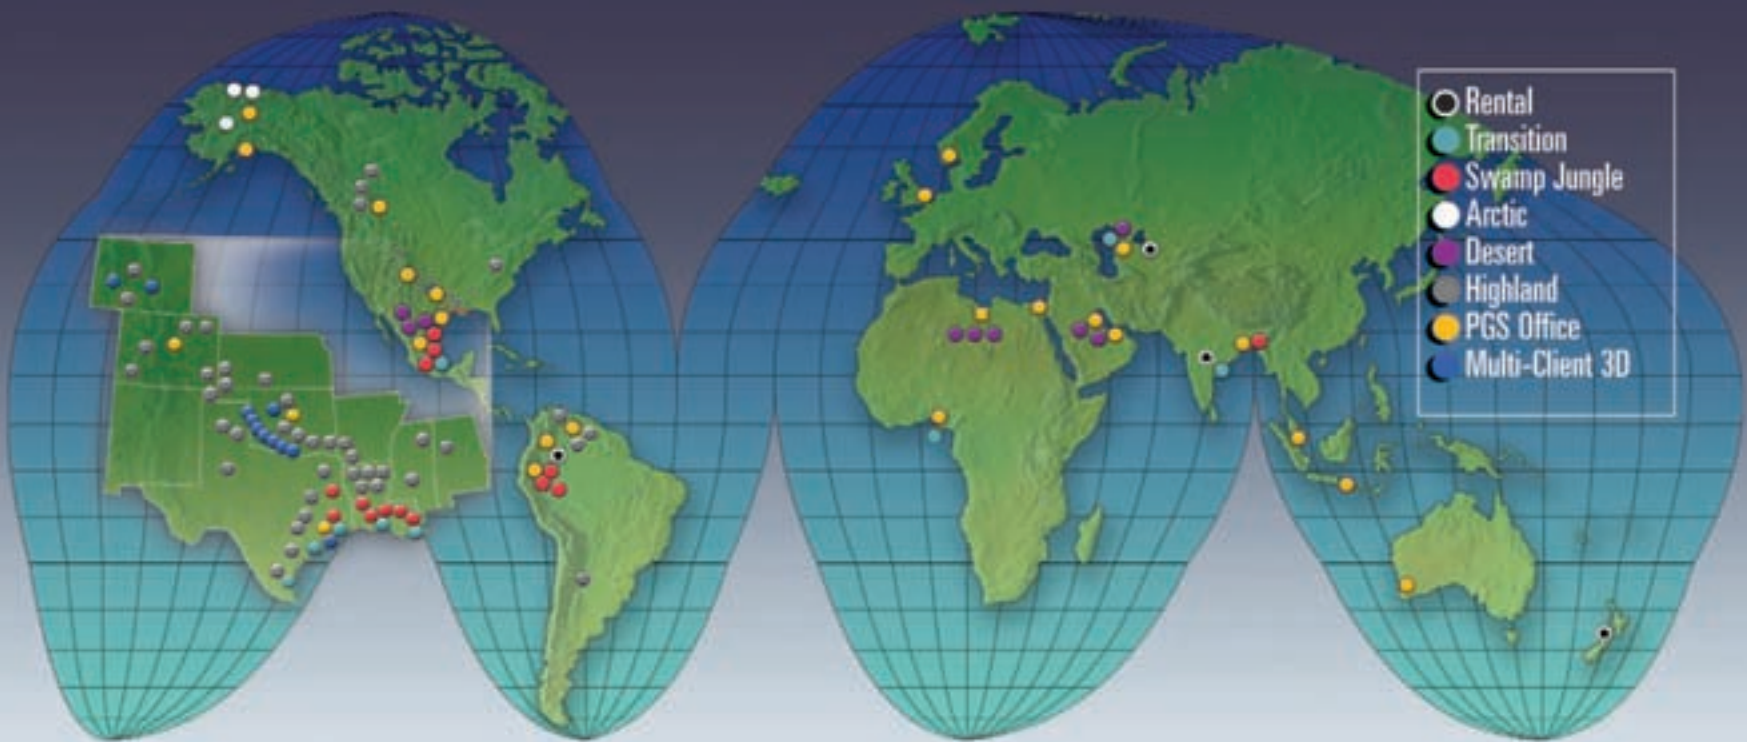 Rental
Transition
Swamp Jungle
Arctic
Desert
Highland
PGS Office
Multi-Client 3D